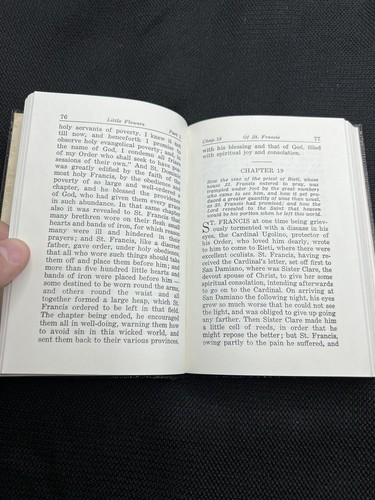 76
Little Flowers
Part 1
holy servants of poverty. I knew it not
till now, and henceforth I promise to
observe holy evangelical poverty; and in
the name of God, I condemn all Friars
of my Order who shall seek to have pos-
sessions of their own." And St. Dominic
was greatly edified by the faith of the
most holy Francis, by the obedience and
poverty of so large and well-ordered a
chapter, and he blessed the providence
of God, who had given them every grace
in such abundance. In that same chapter
also it was revealed to St. Francis that
many brethren wore on their flesh small
hearts and bands of iron, for which reason
many were ill and hindered in their
prayers; and St. Francis, like a discreet
father, gave order, under holy obedience,
that all who wore such things should take
them off and place them before him; and
more than five hundred little hearts and
bands of iron were placed before him —
some destined to be worn round the arms,
and others round the waist and all
together formed a large heap, which St.
Francis ordered to be left in that field.
The chapter being ended, he encouraged
them all in well-doing, warning them how
to avoid sin in this wicked world, and
sent them back to their various provinces.
Chap. 19
Of St. Francis
77
with his blessing and that of God, filled
with spiritual joy and consolation.
CHAPTER 19
How the vine of the priest of Rieti, whose
house St. Francis entered to pray, was
trampled under foot by the great numbers
who came to see him, and how it pro-
duced a greater quantity of wine than usual,
as St. Francis had promised; and how the
Lord revealed to the Saint that heaven
would be his portion when he left this world.
ST. FRANCIS at one time being griev-
ously tormented with a disease in his
eyes, the Cardinal Ugolino, protector of
his Order, who loved him dearly, wrote
to him to come to Rieti, where there were
excellent oculists. St. Francis, having re-
ceived the Cardinal's letter, set off first to
San Damiano, where was Sister Clare, the
devout spouse of Christ, to give her some
spiritual consolation, intending afterwards
to go on to the Cardinal. On arriving at
San Damiano the following night, his eyes
grew so much worse that he could not see
the light, and was obliged to give up going
any farther. Then Sister Clare made him
a little cell of reeds, in order that he
might repose the better; but St. Francis,
owing partly to the pain he suffered, and